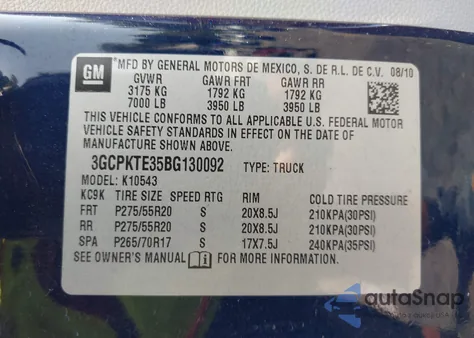 GM
*MFD BY GENERAL MOTORS DE MEXICO, S. DE R.L. DE C.V. 08/10
GVWR GAWR FRT GAWR RR
3175 KG 1792 KG 1792 KG
7000 LB 3950 LB 3950 LB
THIS VEHICLE CONFORMS TO ALL APPLICABLE U.S. FEDERAL MOTOR
VEHICLE SAFETY STANDARDS IN EFFECT ON THE DATE OF
MANUFACTURE SHOWN ABOVE.
3GCPKTE35BG130092 TYPE: TRUCK
MODEL: K10543
KC9K TIRE SIZE SPEED RTG RIM COLD TIRE PRESSURE
FRT P275/55R20 S 20X8.5J 210KPA(30PSI)
RR P275/55R20 S 20X8.5J 210KPA(30PSI)
SPA P265/70R17 S 17X7.5J 240KPA(35PSI)
SEE OWNER'S MANUAL FOR MORE INFORMATION.
autoSnap